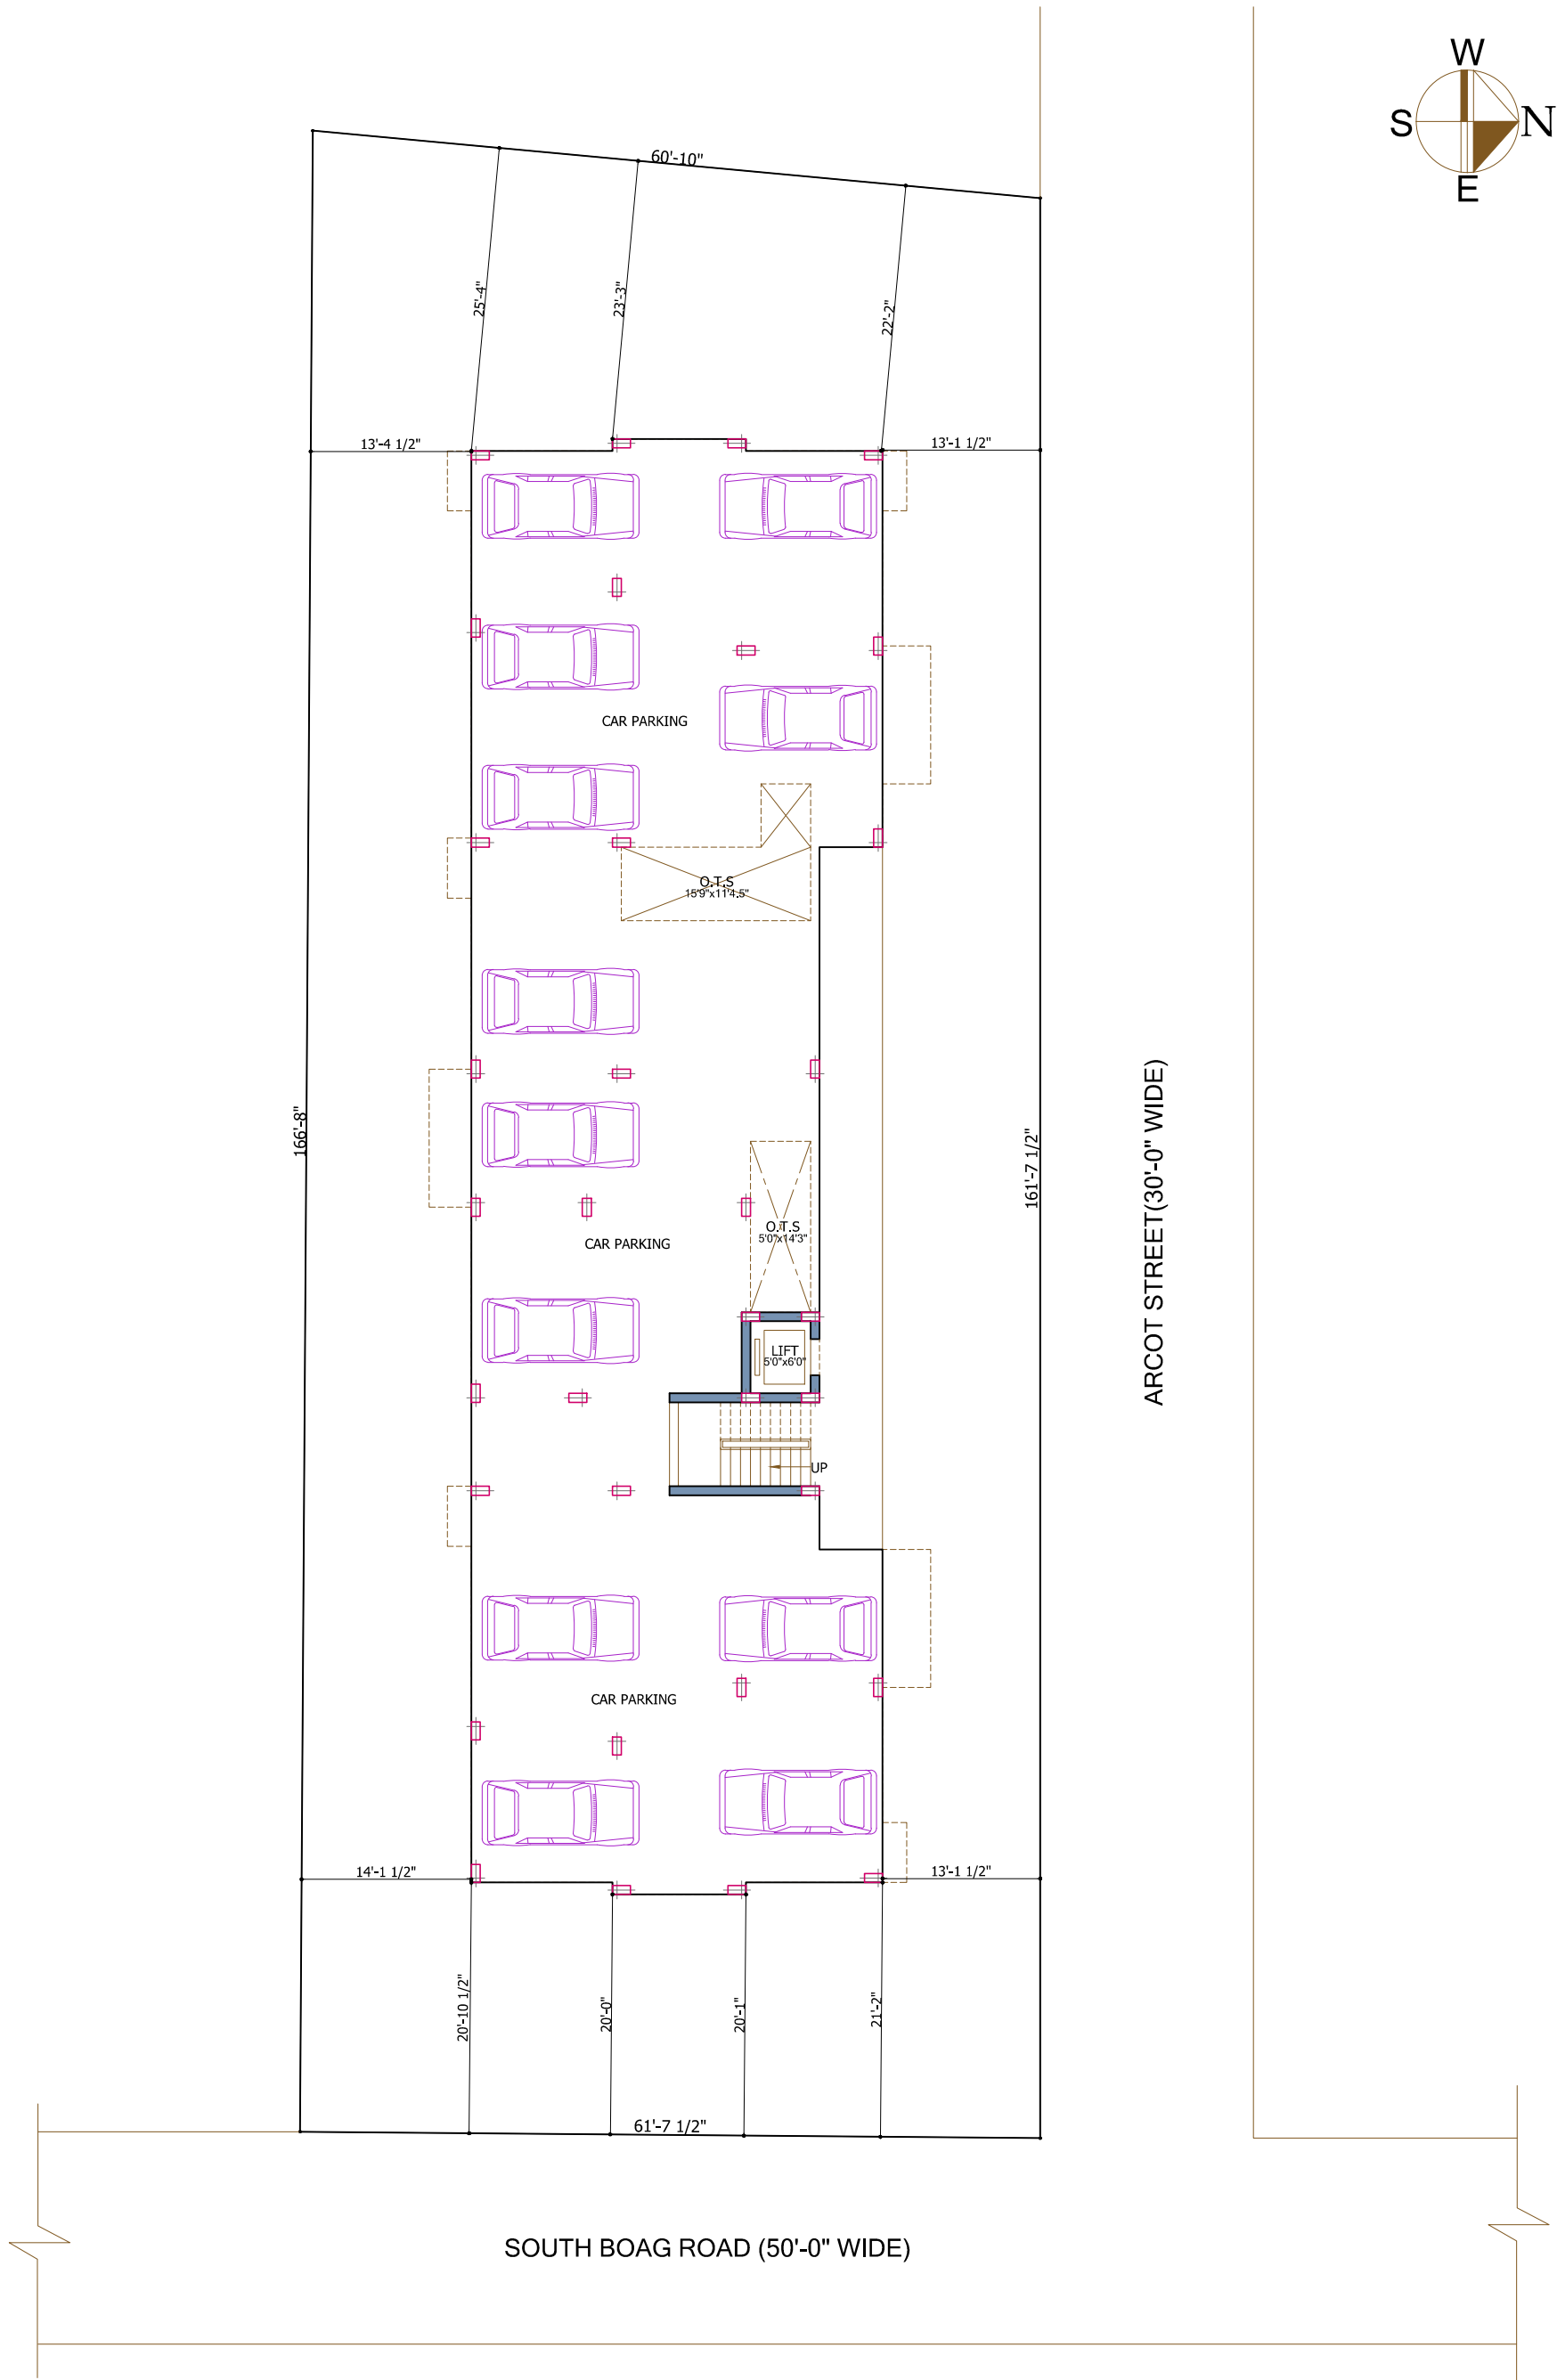 W
S
N
E
60'-10"
25'-4"
23'-3"
22'-2"
13'-4 1/2"
13'-1 1/2"
CAR PARKING
O.T.S
15'9"x11'4.5"
166'-8"
161'-7 1/2"
ARCOT STREET(30'-0" WIDE)
O.T.S
5'0"x14'3"
CAR PARKING
LIFT
5'0"x6'0"
UP
CAR PARKING
14'-1 1/2"
13'-1 1/2"
20'-10 1/2"
20'-0"
20'-1"
21'-2"
61'-7 1/2"
SOUTH BOAG ROAD (50'-0" WIDE)